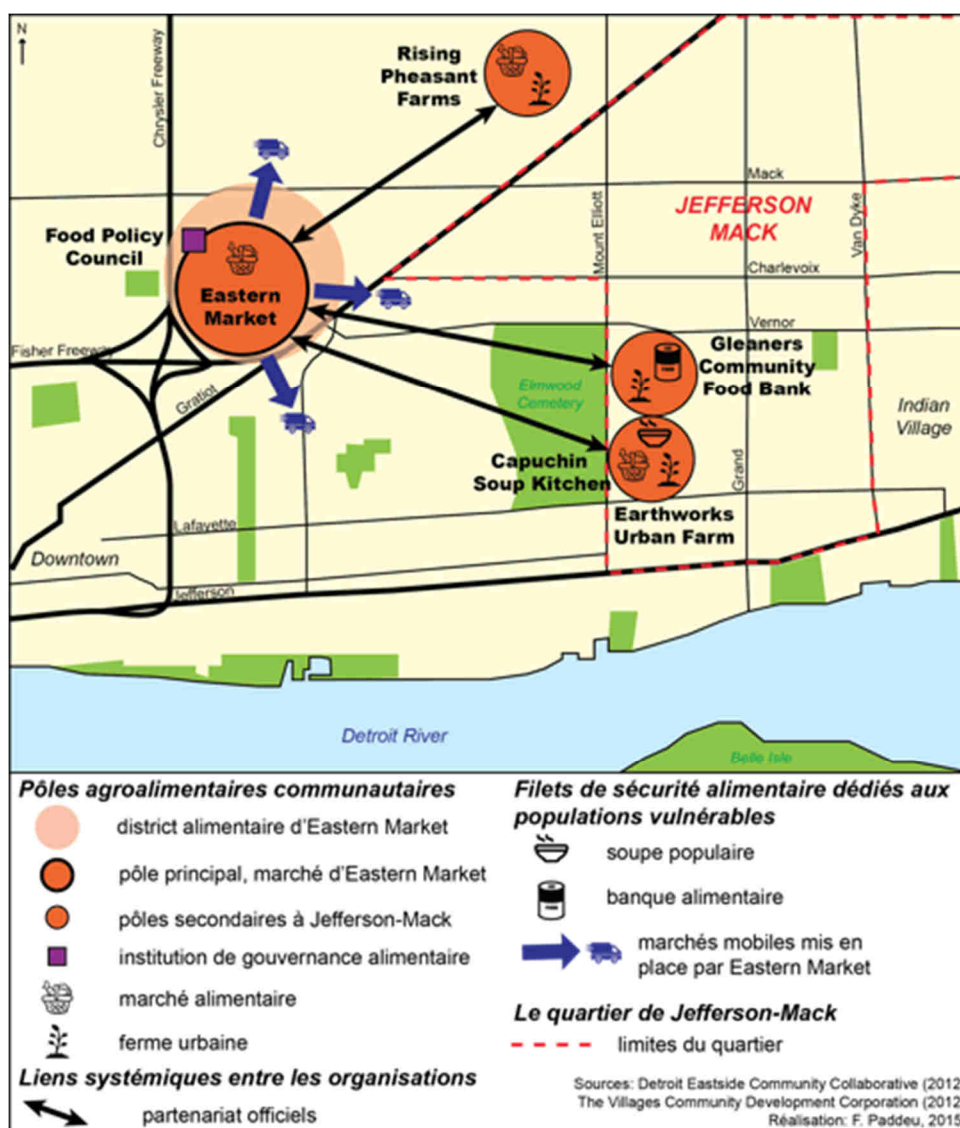 N
Chrysler Freeway
Rising
Pheasant
Farms
Mack
JEFFERSON
MACK
Mount Elliott
Van Dyke
Food Policy
Council
Charlevoix
Eastern
Market
Vernor
Fisher Freeway
Gleaners
Community
Food Bank
Gratiot
Elmwood
Cemetery
Indian
Village
Capuchin
Soup Kitchen
Grand
Earthworks
Urban Farm
Lafayette
Downtown
Jefferson
Detroit River
Belle Isle
Pôles agroalimentaires communautaires
district alimentaire d'Eastern Market
pôle principal, marché d'Eastern Market
pôles secondaires à Jefferson-Mack
institution de gouvernance alimentaire
marché alimentaire
ferme urbaine
Liens systémiques entre les organisations
partenariat officiels
Filets de sécurité alimentaire dédiés aux
populations vulnérables
soupe populaire
banque alimentaire
marchés mobiles mis en
place par Eastern Market
Le quartier de Jefferson-Mack
limites du quartier
Sources: Detroit Eastside Community Collaborative (2012
The Villages Community Development Corporation (2012
Réalisation: F. Paddeu, 2015